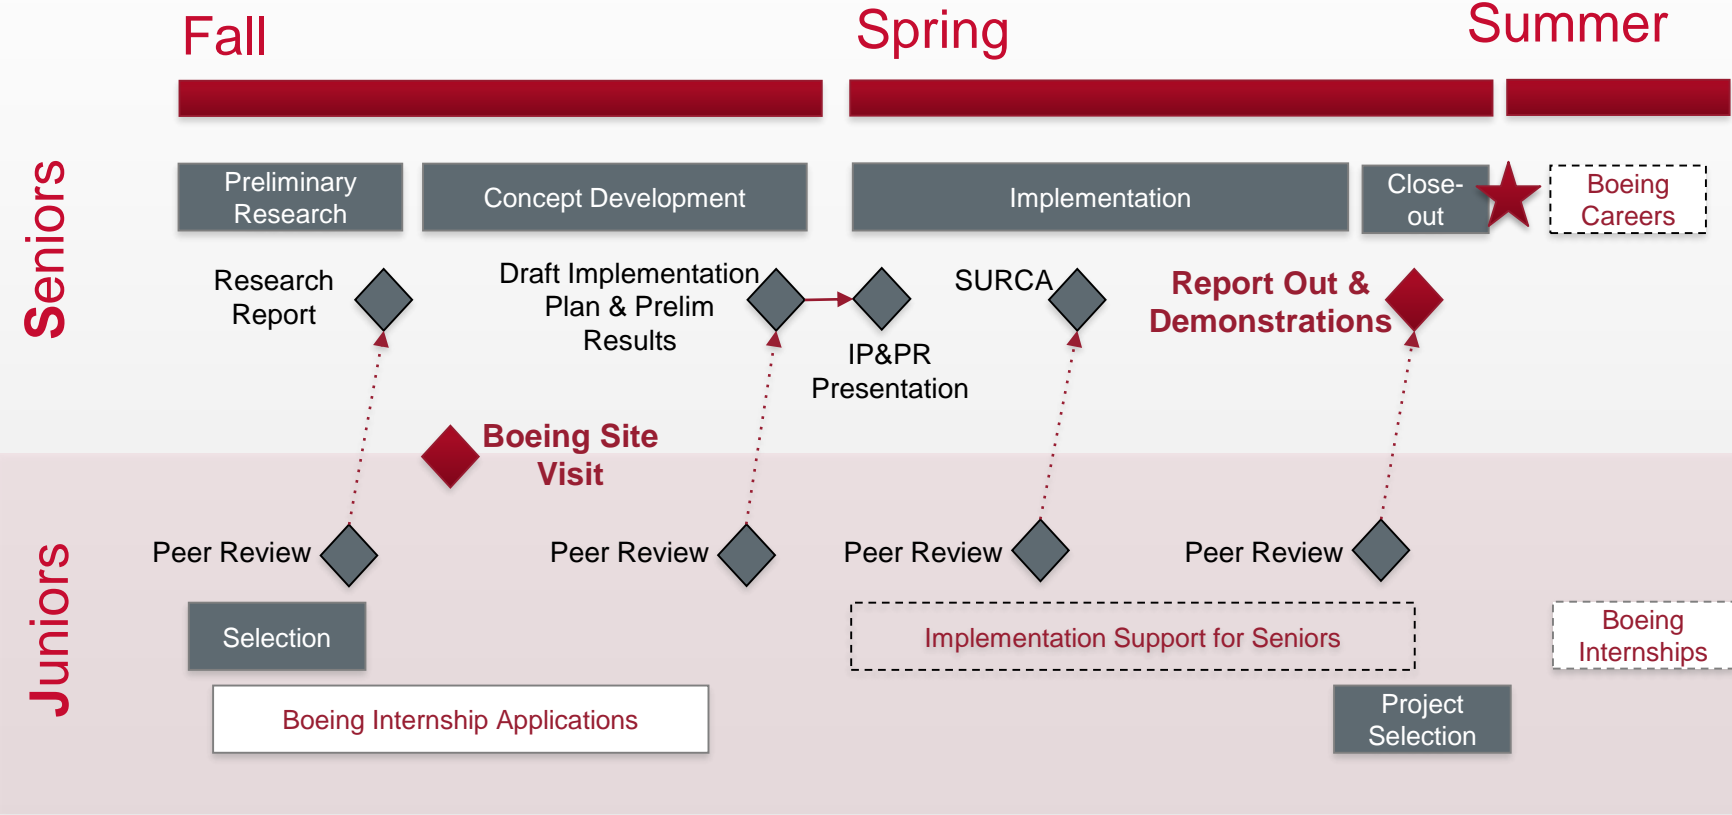 Fall
Spring
Summer
Seniors
Preliminary
Research
Concept Development
Implementation
Close-
out
Boeing
Careers
Research
Report
Draft Implementation
Plan & Prelim
Results
IP&PR
Presentation
SURCA
Report Out &
Demonstrations
Boeing Site
Visit
Juniors
Peer Review
Peer Review
Peer Review
Peer Review
Selection
Implementation Support for Seniors
Boeing
Internships
Boeing Internship Applications
Project
Selection